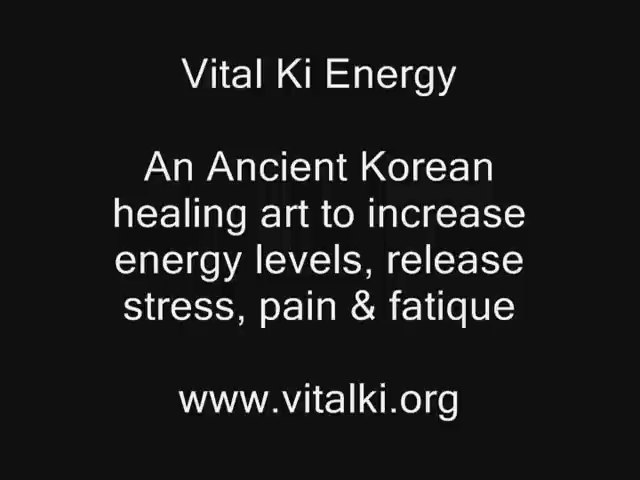 Vital Ki Energy
An Ancient Korean
healing art to increase
energy levels, release
stress, pain & fatique
www.vitalki.org